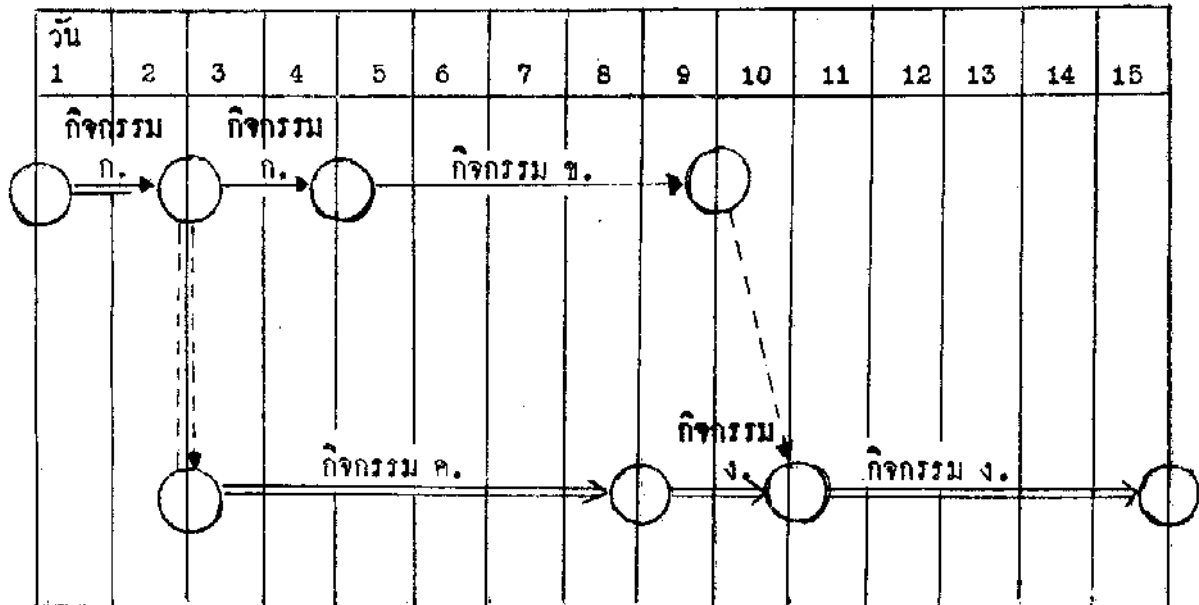 วัน
1 2 3 4 5 6 7 8 9 10 11 12 13 14 15
กิจกรรม ก.
กิจกรรม ก.
กิจกรรม ข.
กิจกรรม ค.
กิจกรรม ง.
กิจกรรม ง.